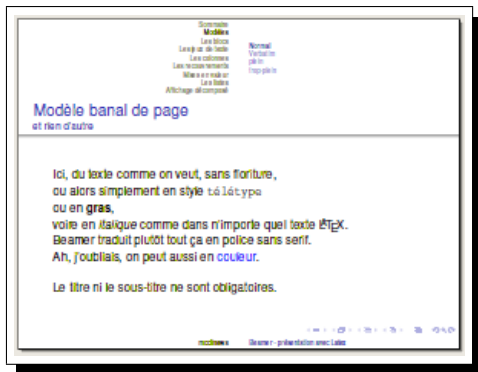 Sommaire
Modèles
Les blocs
Les jeux de texte
Les colonnes
Les recouvrements
Mise en valeur
Les listes
Affichage décomposé
Normal
Verbatim
plein
trop plein
Modèle banal de page
et rien d'autre
Ici, du texte comme on veut, sans fioriture,
ou alors simplement en style télétype
ou en gras,
voire en italique comme dans n'importe quel texte LATEX.
Beamer traduit plutôt tout ça en police sans serif.
Ah, j'oubliais, on peut aussi en couleur.
Le titre ni le sous-titre ne sont obligatoires.
Beamer - présentation avec Latex